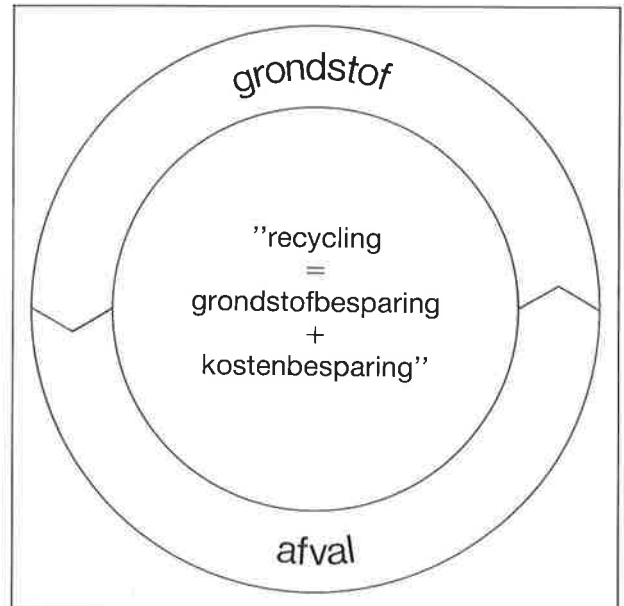 grondstof
’’recycling
=
grondstofbesparing
+
kostenbesparing’’
afval